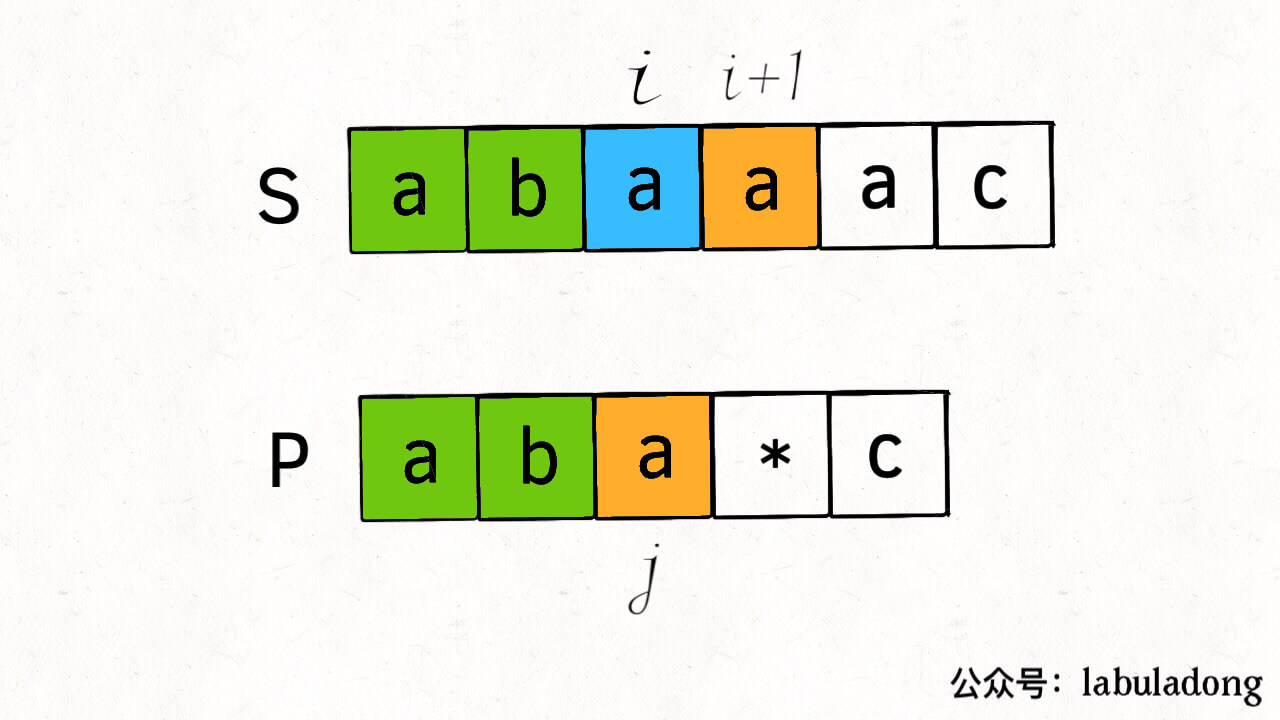 i i+1
S a b a a a c
P a b a * c
j
公众号：labuladong